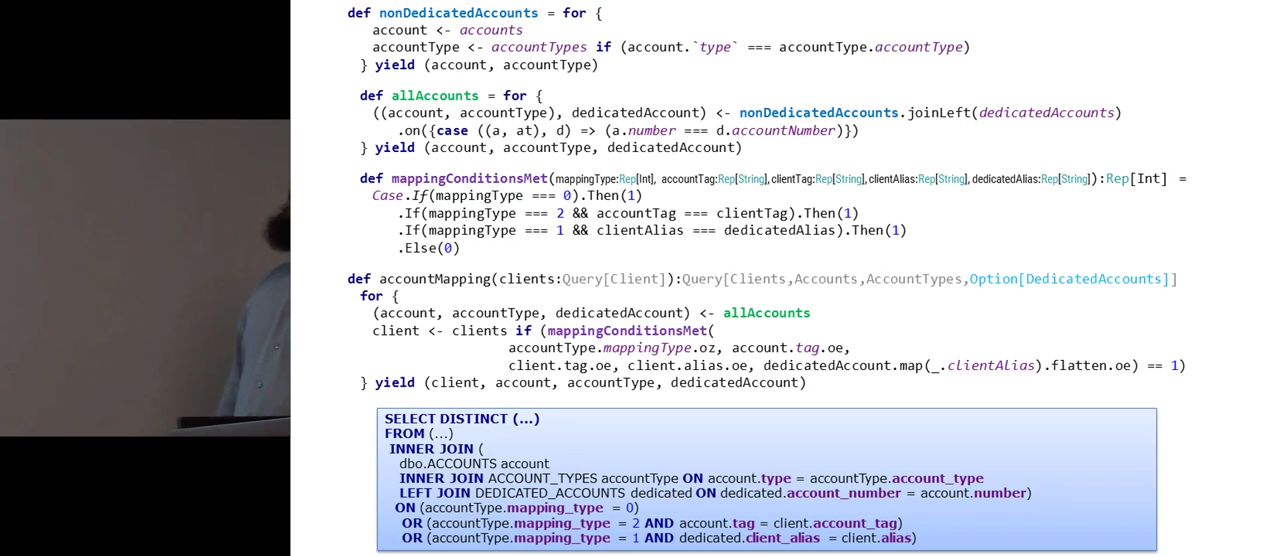 def nonDedicatedAccounts = for {
account <- accounts
accountType <- accountTypes if (account.`type` === accountType.accountType)
} yield (account, accountType)
def allAccounts = for {
((account, accountType), dedicatedAccount) <- nonDedicatedAccounts.joinLeft(dedicatedAccounts)
.on({case ((a, at), d) => (a.number === d.accountNumber)})
} yield (account, accountType, dedicatedAccount)
def mappingConditionsMet(mappingType:Rep[Int], accountTag:Rep[String],clientTag:Rep[String],clientAlias:Rep[String],dedicatedAlias:Rep[String]):Rep[Int] =
Case.If(mappingType === 0).Then(1)
.If(mappingType === 2 && accountTag === clientTag).Then(1)
.If(mappingType === 1 && clientAlias === dedicatedAlias).Then(1)
.Else(0)
def accountMapping(clients:Query[Client]):Query[Clients,Accounts,AccountTypes,Option[DedicatedAccounts]]
for {
(account, accountType, dedicatedAccount) <- allAccounts
client <- clients if (mappingConditionsMet(
accountType.mappingType.oz, account.tag.oe,
client.tag.oe, client.alias.oe, dedicatedAccount.map(_.clientAlias).flatten.oe) == 1)
} yield (client, account, accountType, dedicatedAccount)
SELECT DISTINCT (...)
FROM (...)
INNER JOIN (
dbo.ACCOUNTS account
INNER JOIN ACCOUNT_TYPES accountType ON account.type = accountType.account_type
LEFT JOIN DEDICATED_ACCOUNTS dedicated ON dedicated.account_number = account.number)
ON (accountType.mapping_type = 0)
OR (accountType.mapping_type = 2 AND account.tag = client.account_tag)
OR (accountType.mapping_type = 1 AND dedicated.client_alias = client.alias)